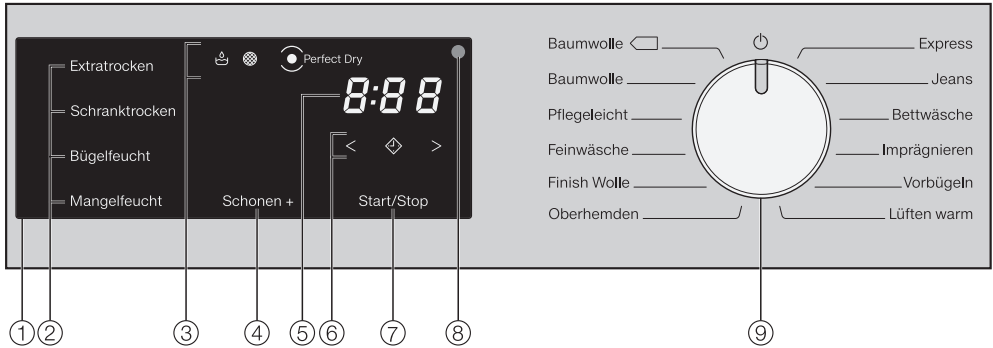 Extratrocken
Schranktrocken
Bügelfeucht
Mangelfeucht
Perfect Dry
8:88
< >
Schonen +
Start/Stop
Baumwolle
Baumwolle
Pflegeleicht
Feinwäsche
Finish Wolle
Oberhemden
Express
Jeans
Bettwäsche
Imprägnieren
Vorbügeln
Lüften warm
① ② ③ ④ ⑤ ⑥ ⑦ ⑧ ⑨